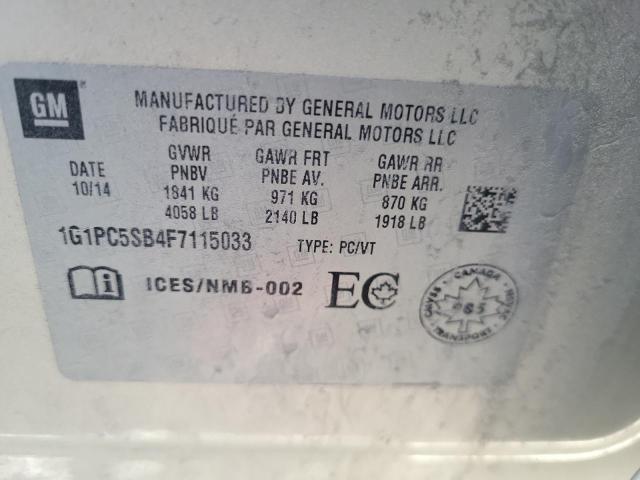 GM
MANUFACTURED BY GENERAL MOTORS LLC
FABRIQUÉ PAR GENERAL MOTORS LLC
DATE
10/14
GVWR
PNBV
1841 KG
4058 LB
GAWR FRT
PNBE AV.
971 KG
2140 LB
GAWR RR
PNBE ARR.
870 KG
1918 LB
1G1PC5SB4F7115033
TYPE: PC/VT
ICES/NMB-002
EC
CANADA
TRANSPORT